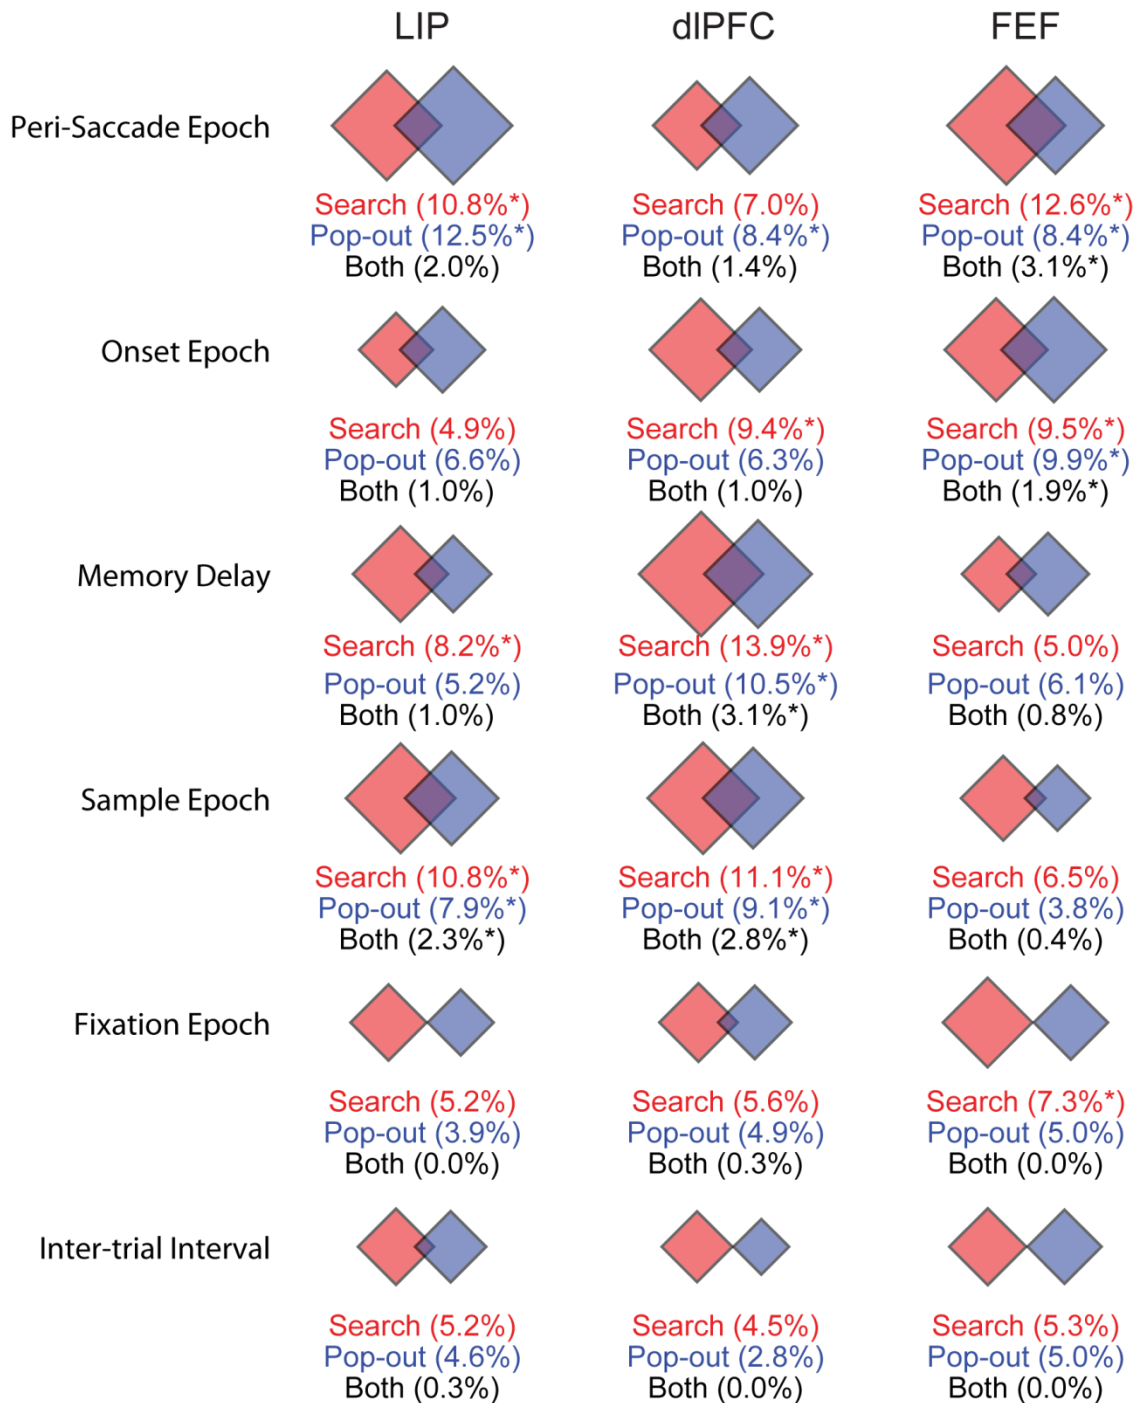 LIP dlPFC FEF
Peri-Saccade Epoch
Search (10.8%*) Search (7.0%) Search (12.6%*)
Pop-out (12.5%*) Pop-out (8.4%*) Pop-out (8.4%*)
Both (2.0%) Both (1.4%) Both (3.1%*)
Onset Epoch
Search (4.9%) Search (9.4%*) Search (9.5%*)
Pop-out (6.6%) Pop-out (6.3%) Pop-out (9.9%*)
Both (1.0%) Both (1.0%) Both (1.9%*)
Memory Delay
Search (8.2%*) Search (13.9%*) Search (5.0%)
Pop-out (5.2%) Pop-out (10.5%*) Pop-out (6.1%)
Both (1.0%) Both (3.1%*) Both (0.8%)
Sample Epoch
Search (10.8%*) Search (11.1%*) Search (6.5%)
Pop-out (7.9%*) Pop-out (9.1%*) Pop-out (3.8%)
Both (2.3%*) Both (2.8%*) Both (0.4%)
Fixation Epoch
Search (5.2%) Search (5.6%) Search (7.3%*)
Pop-out (3.9%) Pop-out (4.9%) Pop-out (5.0%)
Both (0.0%) Both (0.3%) Both (0.0%)
Inter-trial Interval
Search (5.2%) Search (4.5%) Search (5.3%)
Pop-out (4.6%) Pop-out (2.8%) Pop-out (5.0%)
Both (0.3%) Both (0.0%) Both (0.0%)